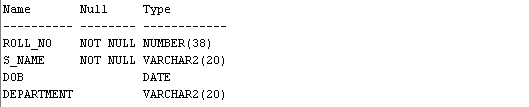 Name       Null     Type
---------- -------- ------------
ROLL_NO    NOT NULL NUMBER(38)
S_NAME     NOT NULL VARCHAR2(20)
DOB                 DATE
DEPARTMENT          VARCHAR2(20)